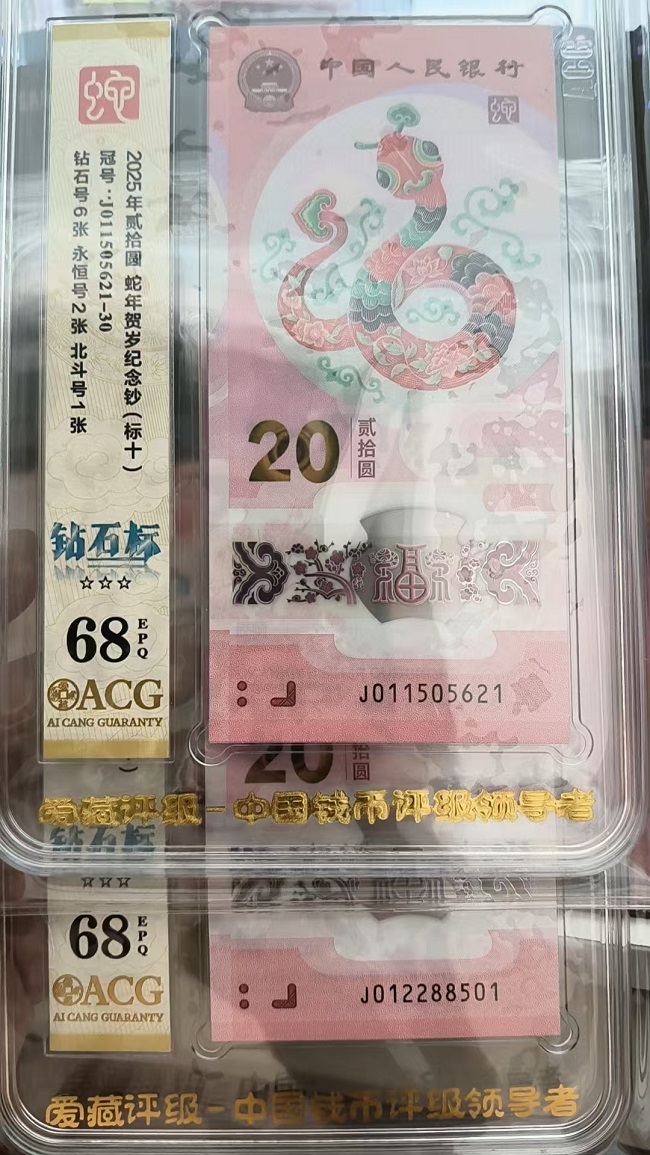 蛇
2025年贰拾圆 蛇年贺岁纪念钞（标十）
冠号：J011505621-30
钻石号6张 永恒号2张 北斗号1张
钻石标
☆☆☆
68
EPQ
ACG
AI CANG GUARANTY
中国人民银行
蛇
20
贰拾圆
福
J011505621
20
爱藏评级-中国钱币评级领导者
☆☆☆
68
EPQ
ACG
AI CANG GUARANTY
J012288501
爱藏评级-中国钱币评级领导者